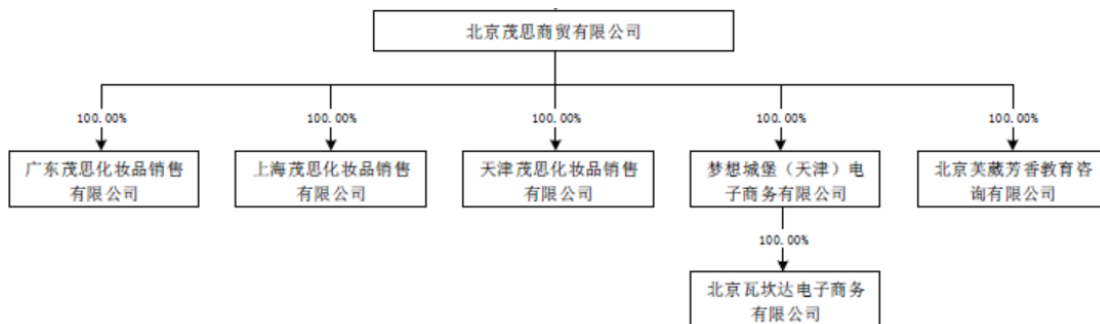 北京茂思商贸有限公司
100.00%
100.00%
100.00%
100.00%
100.00%
广东茂思化妆品销售
有限公司
上海茂思化妆品销售
有限公司
天津茂思化妆品销售
有限公司
梦想城堡（天津）电
子商务有限公司
北京芙葳芳香教育咨
询有限公司
100.00%
北京瓦坎达电子商务
有限公司